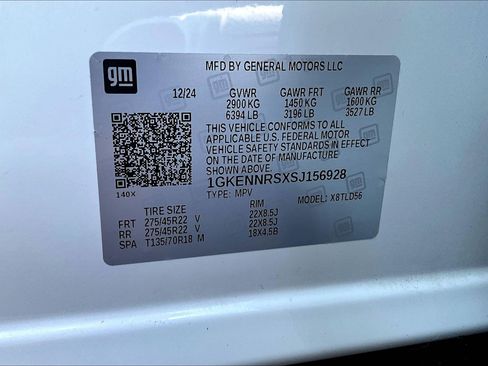 gm
MFD BY GENERAL MOTORS LLC
12/24 GVWR GAWR FRT GAWR RR
2900 KG 1450 KG 1600 KG
6394 LB 3196 LB 3527 LB
THIS VEHICLE CONFORMS TO ALL
APPLICABLE U.S. FEDERAL MOTOR
VEHICLE SAFETY STANDARDS IN EFFECT
ON THE DATE OF MANUFACTURE
SHOWN ABOVE.
1GKENNRSXSJ156928
140X TYPE: MPV MODEL: X8TLD56
TIRE SIZE RIM
FRT 275/45R22 V 22X8.5J
RR 275/45R22 V 22X8.5J
SPA T135/70R18 M 18X4.5B